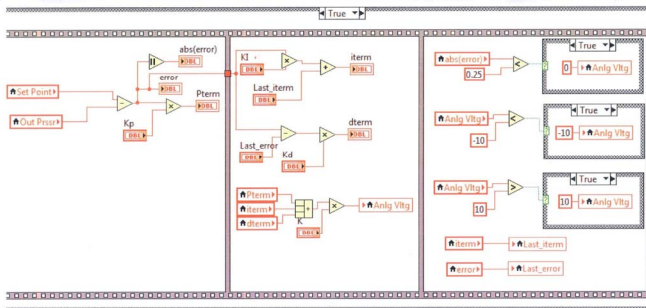 True
abs(error)
DBL
error
DBL
Set Point
Pterm
DBL
Out Prssr
Kp
DBL
KI
DBL
iterm
DBL
Last_iterm
DBL
dterm
DBL
Last_error
DBL
Kd
DBL
Pterm
iterm
dterm
K
DBL
Anlg Vltg
abs(error)
0.25
True
0
Anlg Vltg
Anlg Vltg
-10
True
-10
Anlg Vltg
Anlg Vltg
10
True
10
Anlg Vltg
iterm
Last_iterm
error
Last_error